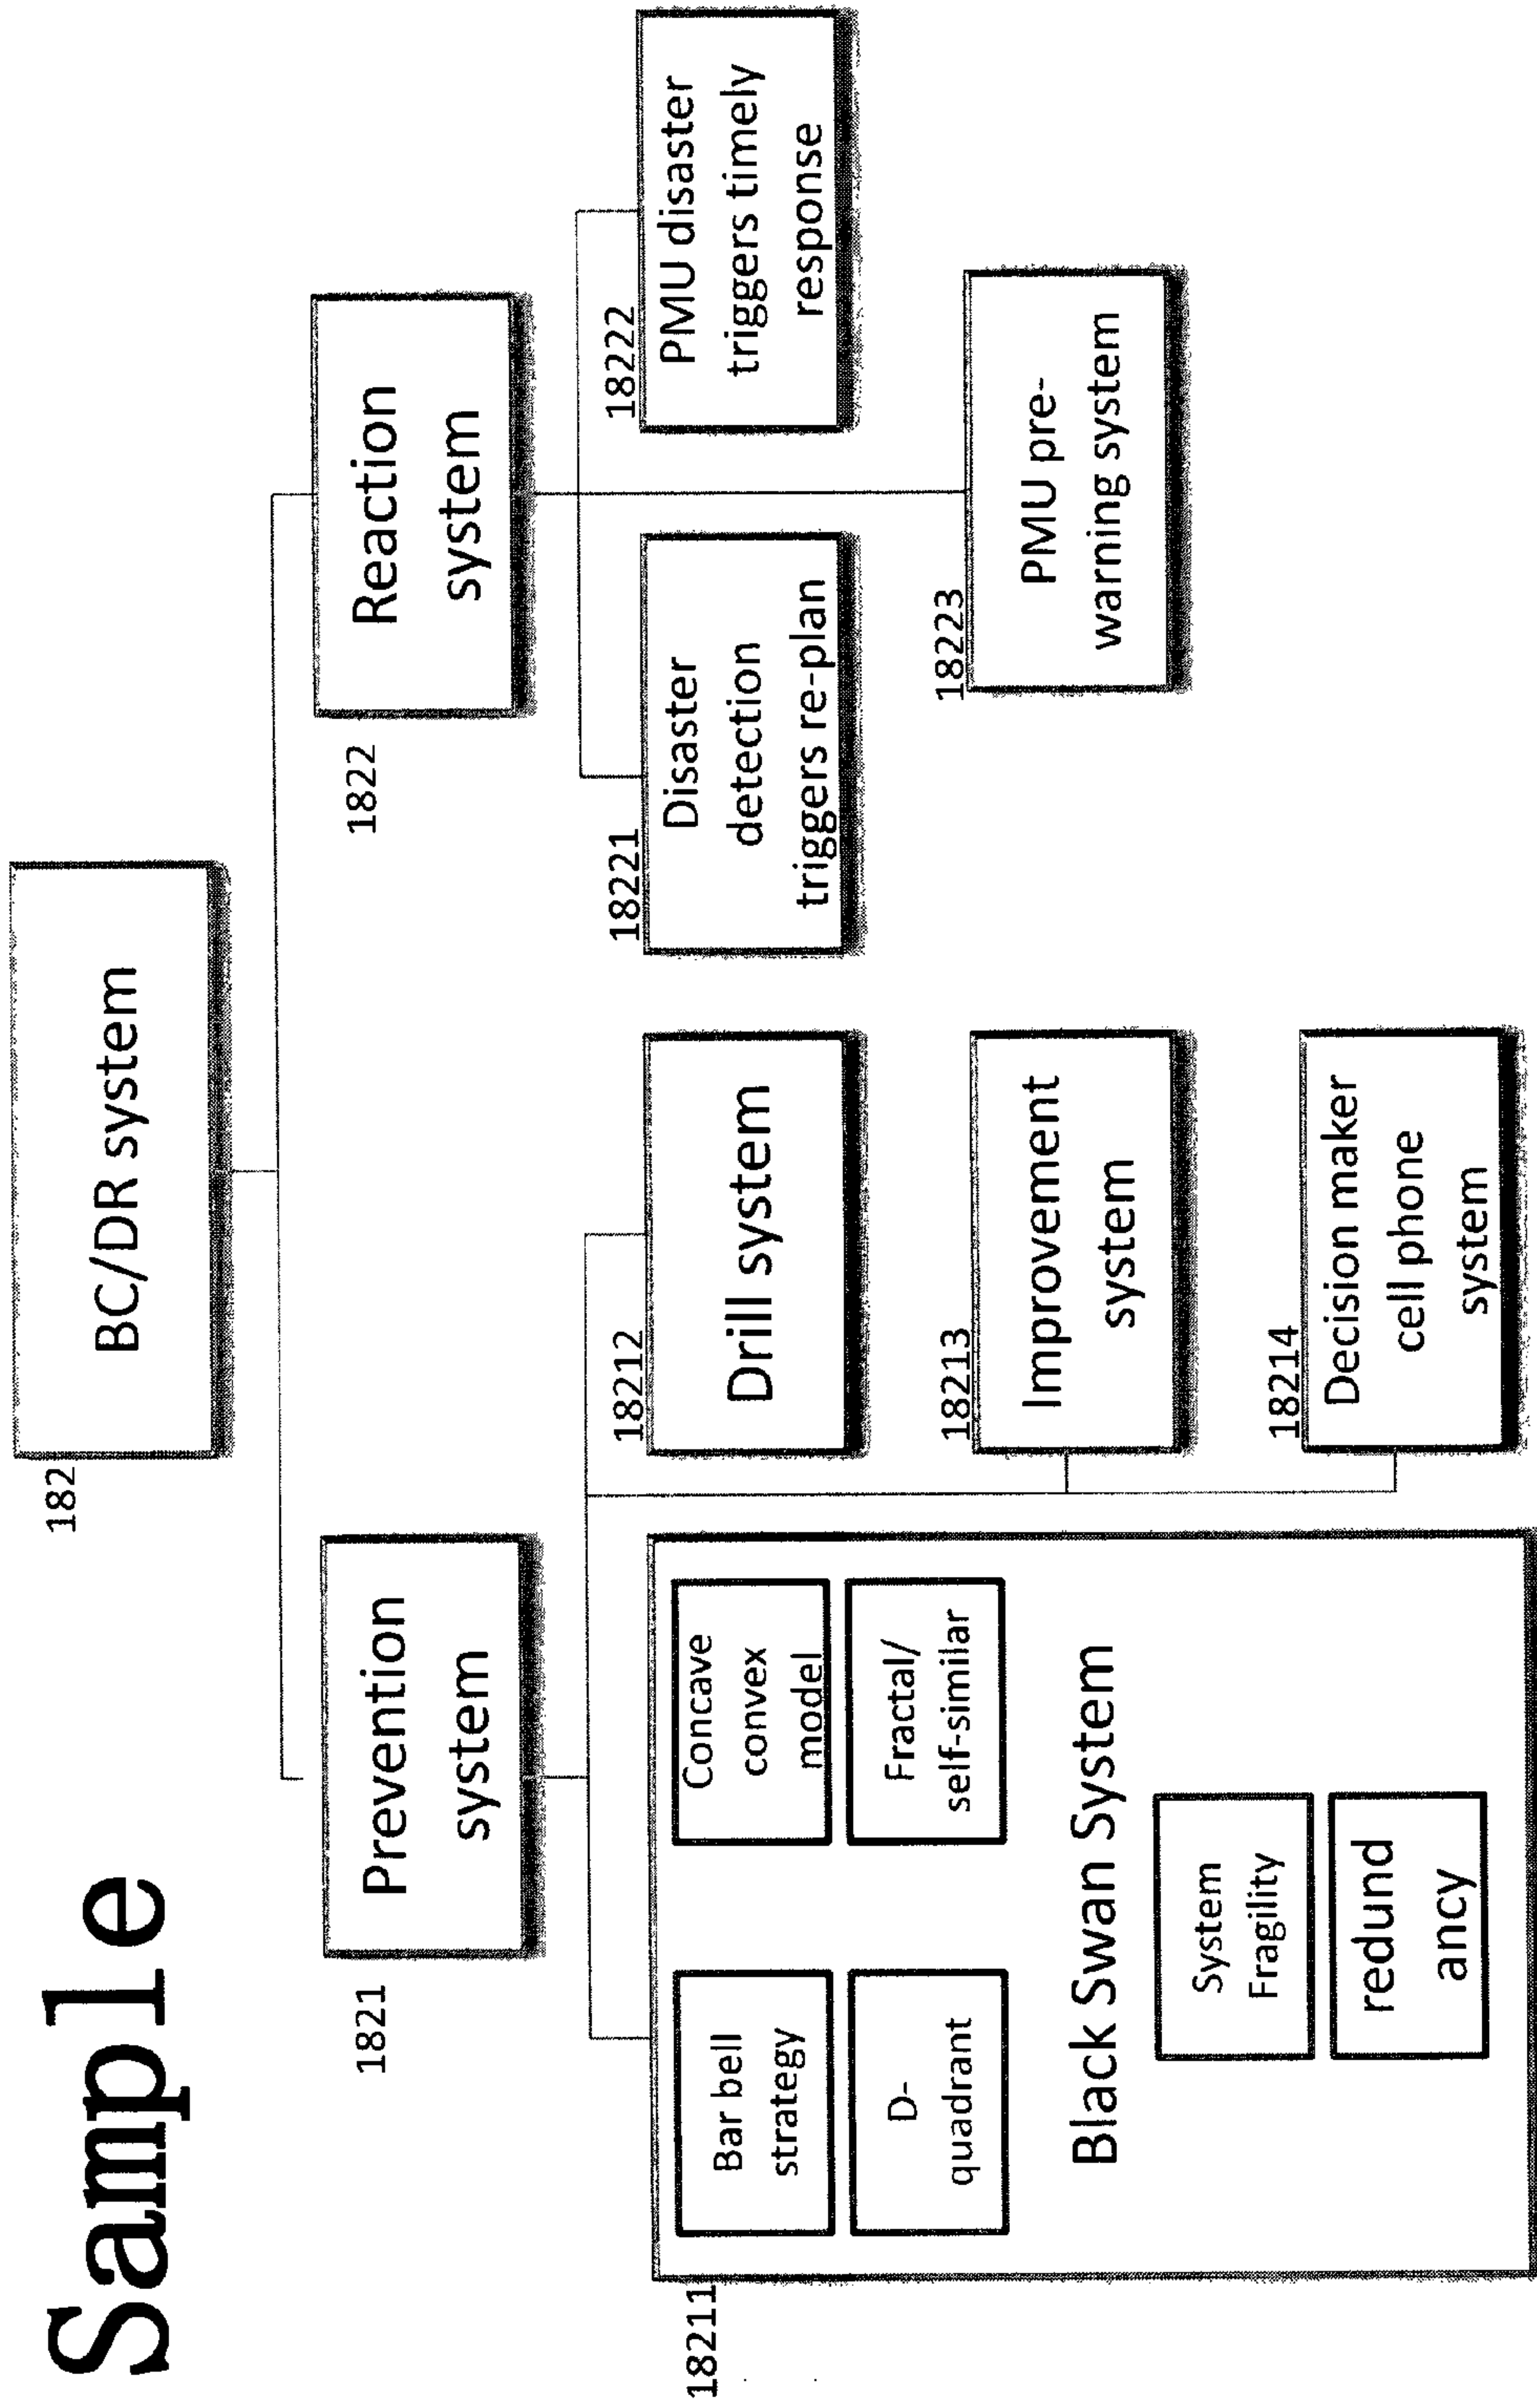 Sample
182
BC/DR system
1821
Prevention
system
1822
Reaction
system
18211
Bar bell
strategy
Concave
convex
model
D-
quadrant
Fractal/
self-similar
Black Swan System
System
Fragility
redund
ancy
18212
Drill system
18213
Improvement
system
18214
Decision maker
cell phone
system
18221
Disaster
detection
triggers re-plan
18222
PMU disaster
triggers timely
response
18223
PMU pre-
warning system